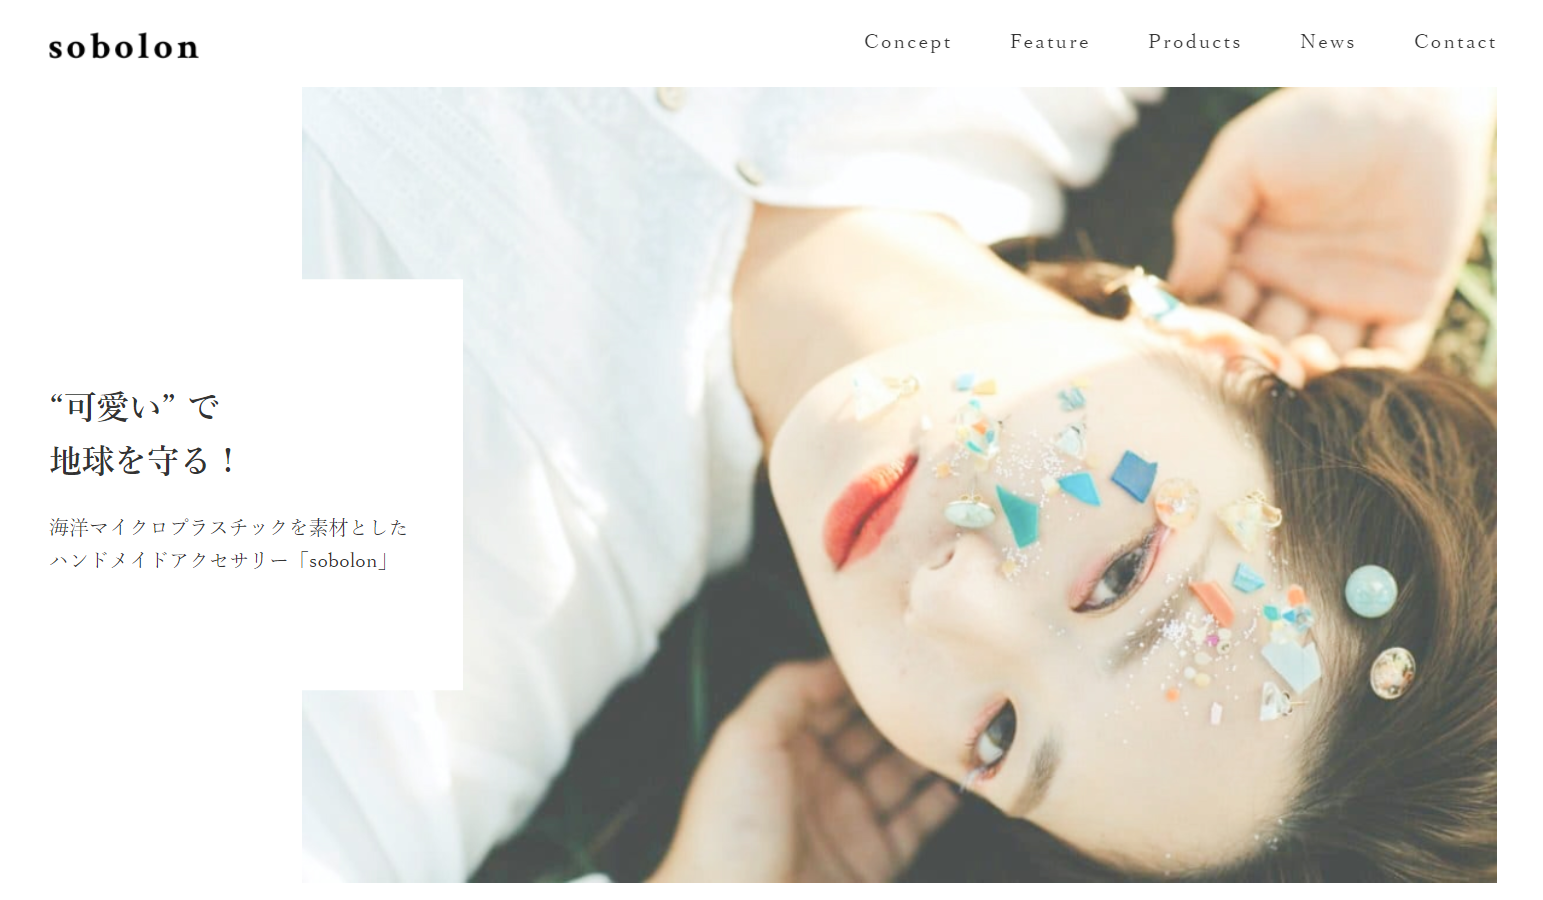 sobolon
Concept
Feature
Products
News
Contact
“可愛い” で
地球を守る！
海洋マイクロプラスチックを素材とした
ハンドメイドアクセサリー「sobolon」